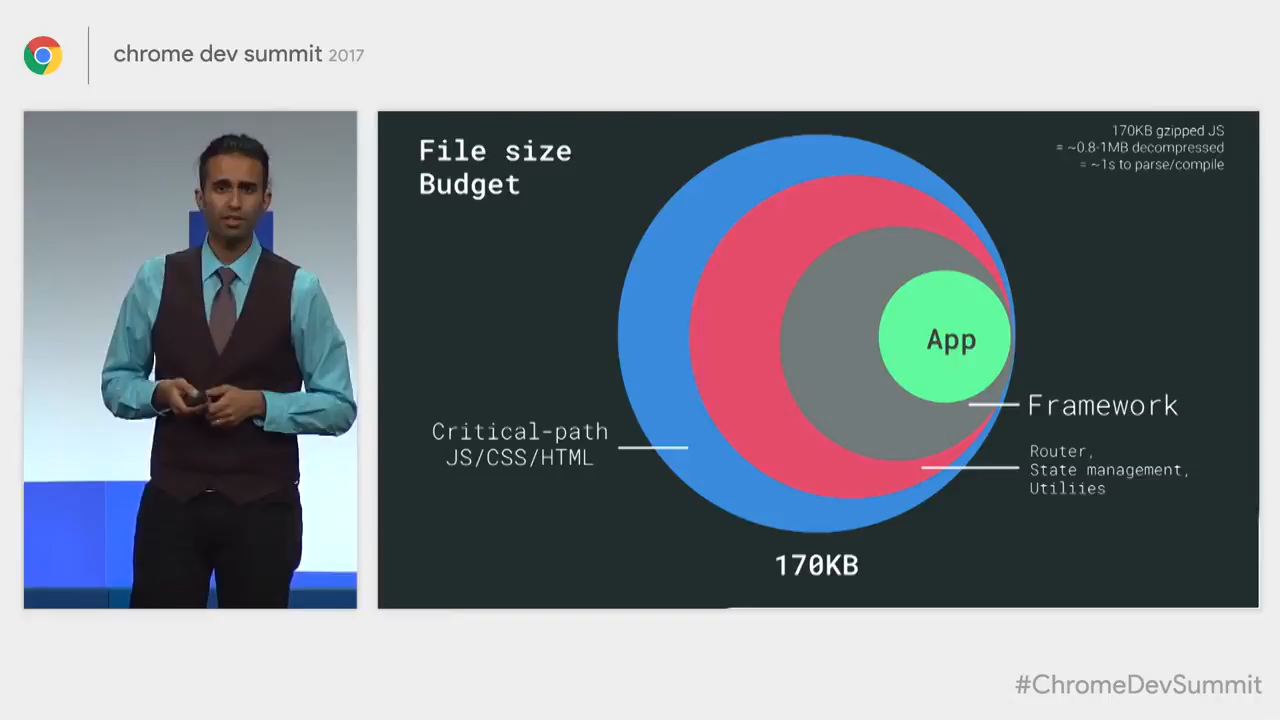 chrome dev summit 2017
File size
Budget
170KB gzipped JS
= ~0.8-1MB decompressed
= ~1s to parse/compile
App
Framework
Critical-path
JS/CSS/HTML
Router,
State management,
Utiliies
170KB
#ChromeDevSummit